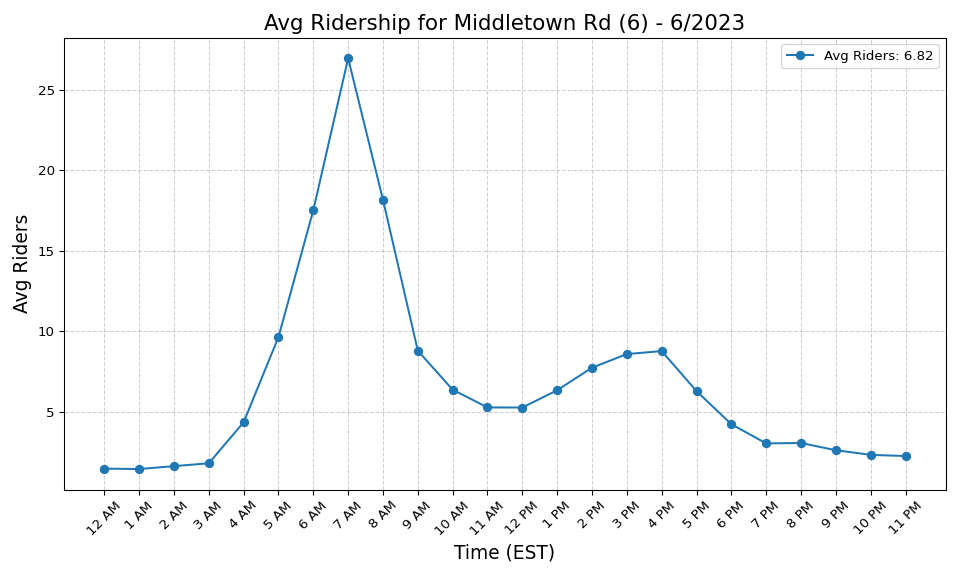 Avg Ridership for Middletown Rd (6) - 6/2023
Avg Riders: 6.82
Avg Riders
25
20
15
10
5
12 AM
1 AM
2 AM
3 AM
4 AM
5 AM
6 AM
7 AM
8 AM
9 AM
10 AM
11 AM
12 PM
1 PM
2 PM
3 PM
4 PM
5 PM
6 PM
7 PM
8 PM
9 PM
10 PM
11 PM
Time (EST)